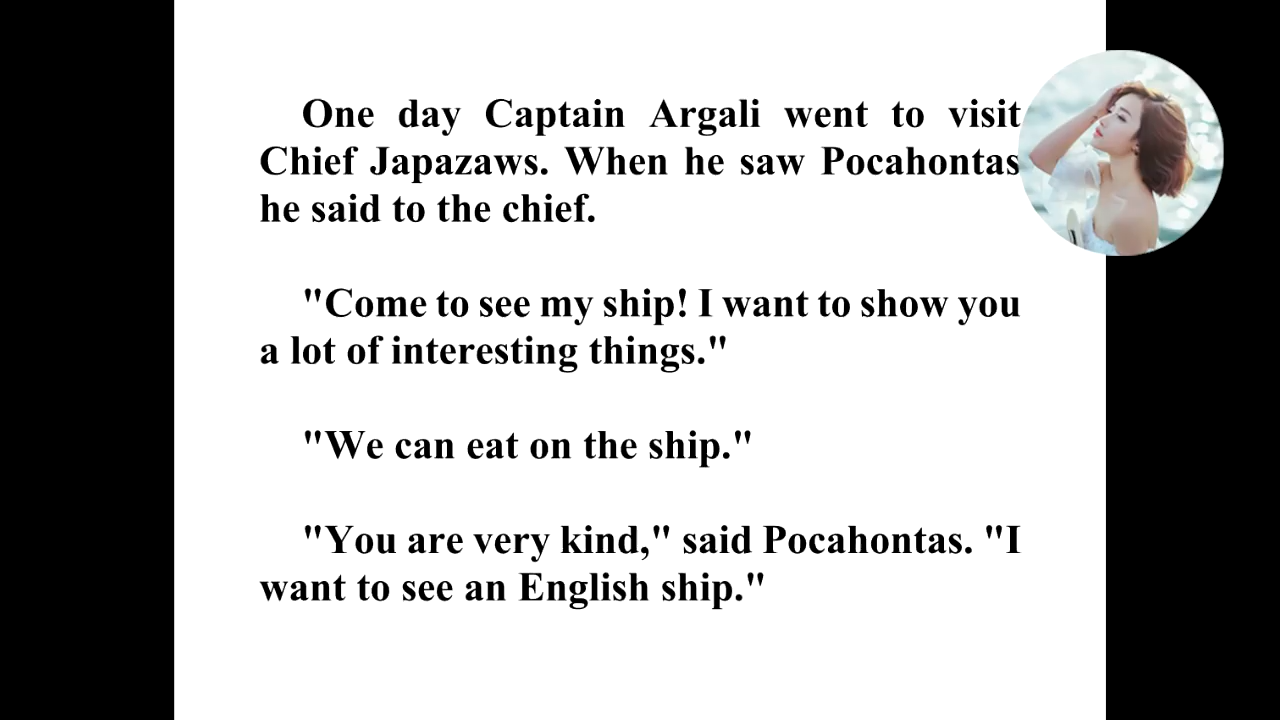 One day Captain Argali went to visit
Chief Japazaws. When he saw Pocahontas
he said to the chief.
"Come to see my ship! I want to show you
a lot of interesting things."
"We can eat on the ship."
"You are very kind," said Pocahontas. "I
want to see an English ship."